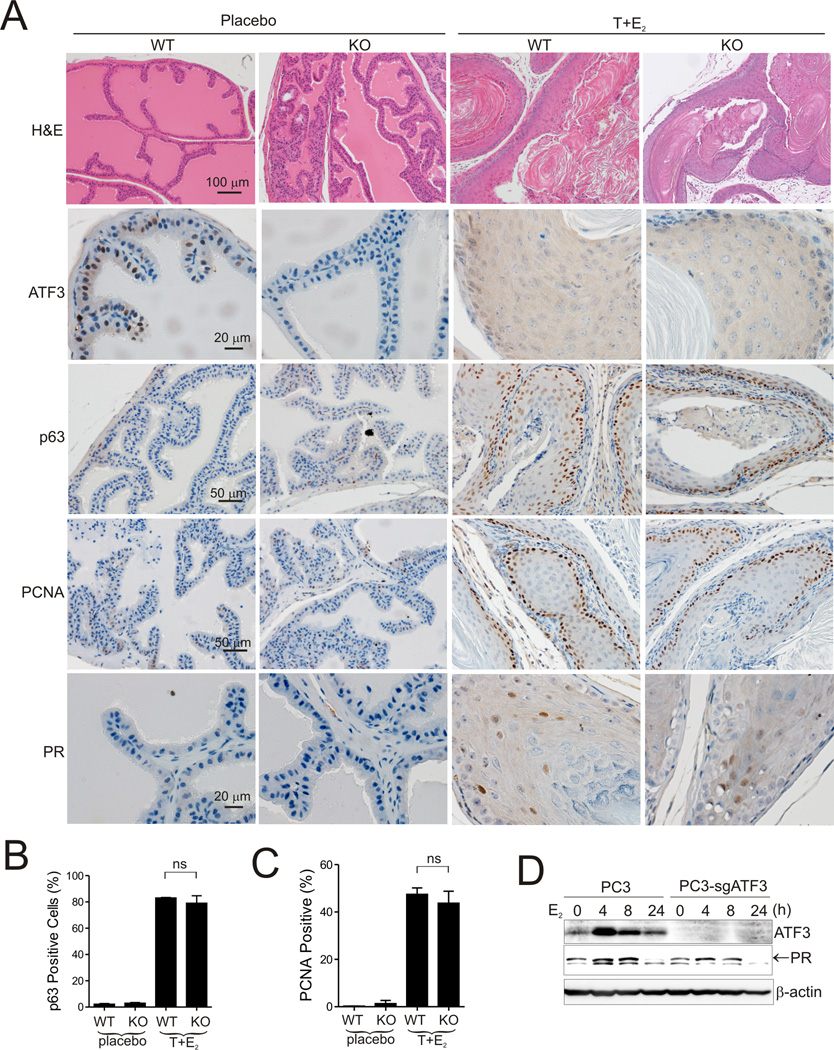 A
Placebo T+E₂
WT KO WT KO
H&E
100 μm
ATF3
20 μm
p63
50 μm
PCNA
50 μm
PR
20 μm
B
ns
p63 Positive Cells (%)
100
80
60
40
20
0
WT KO WT KO
placebo T+E₂
C
ns
PCNA Positive (%)
60
40
20
0
WT KO WT KO
placebo T+E₂
D
PC3 PC3-sgATF3
E₂ 0 4 8 24 0 4 8 24 (h)
ATF3
←PR
β-actin